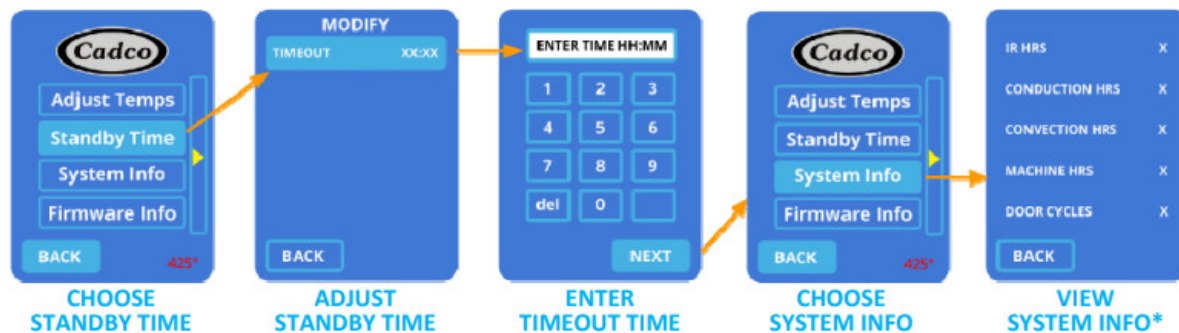 Cadco
Adjust Temps
Standby Time
System Info
Firmware Info
BACK
425°
CHOOSE
STANDBY TIME
MODIFY
TIMEOUT XX:XX
BACK
ADJUST
STANDBY TIME
ENTER TIME HH:MM
1 2 3
4 5 6
7 8 9
del 0
NEXT
ENTER
TIMEOUT TIME
Cadco
Adjust Temps
Standby Time
System Info
Firmware Info
BACK
425°
CHOOSE
SYSTEM INFO
IR HRS X
CONDUCTION HRS X
CONVECTION HRS X
MACHINE HRS X
DOOR CYCLES X
BACK
VIEW
SYSTEM INFO*